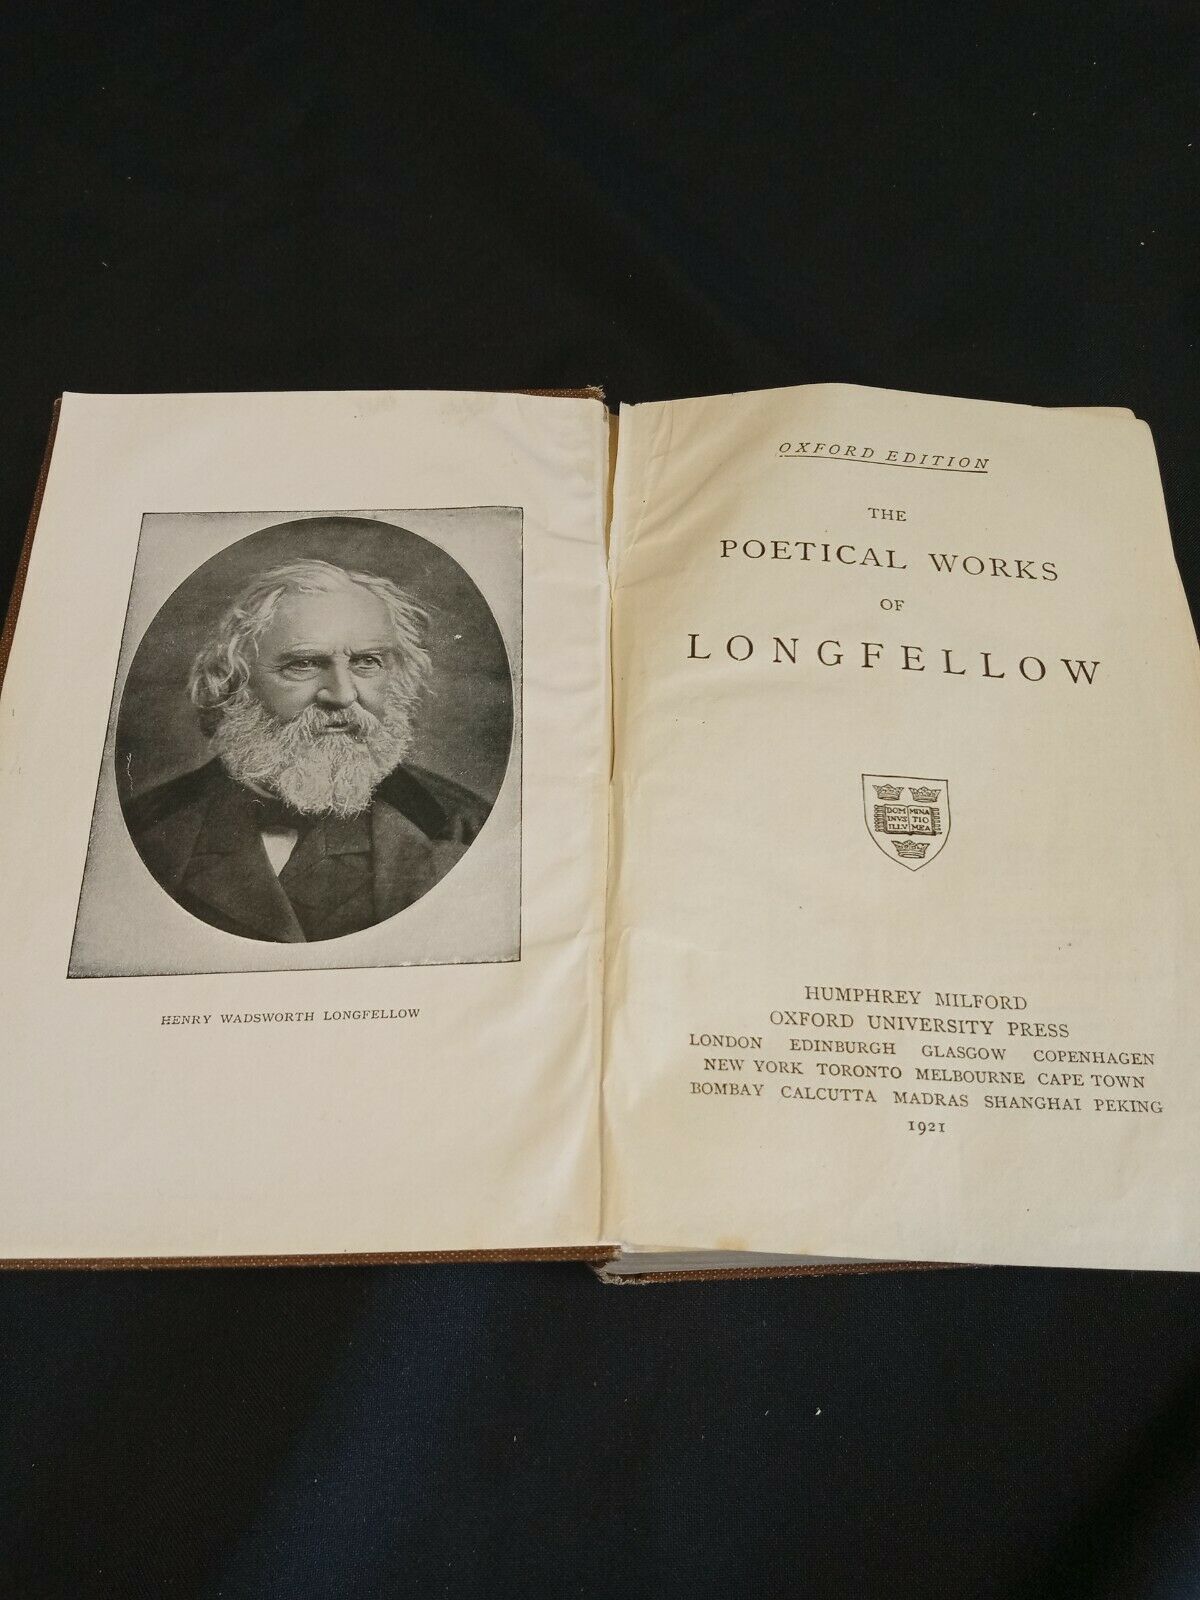 HENRY WADSWORTH LONGFELLOW
OXFORD EDITION
THE
POETICAL WORKS
OF
LONGFELLOW
DOM MINA
INVS TIO
ILLV MEA
HUMPHREY MILFORD
OXFORD UNIVERSITY PRESS
LONDON EDINBURGH GLASGOW COPENHAGEN
NEW YORK TORONTO MELBOURNE CAPE TOWN
BOMBAY CALCUTTA MADRAS SHANGHAI PEKING
1921